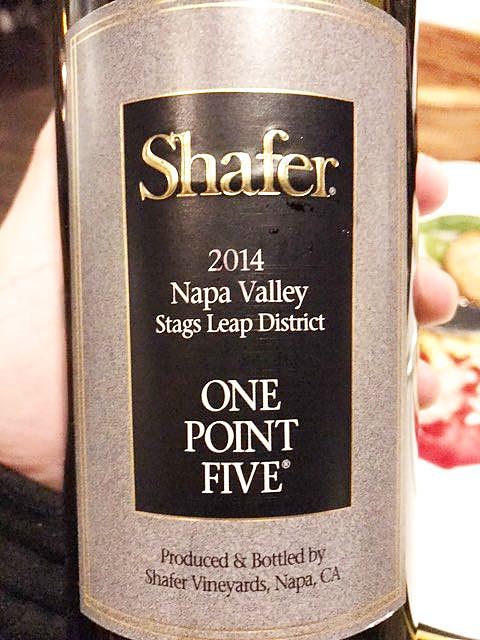 Shafer®
2014
Napa Valley
Stags Leap District
ONE
POINT
FIVE®
Produced & Bottled by
Shafer Vineyards, Napa, CA